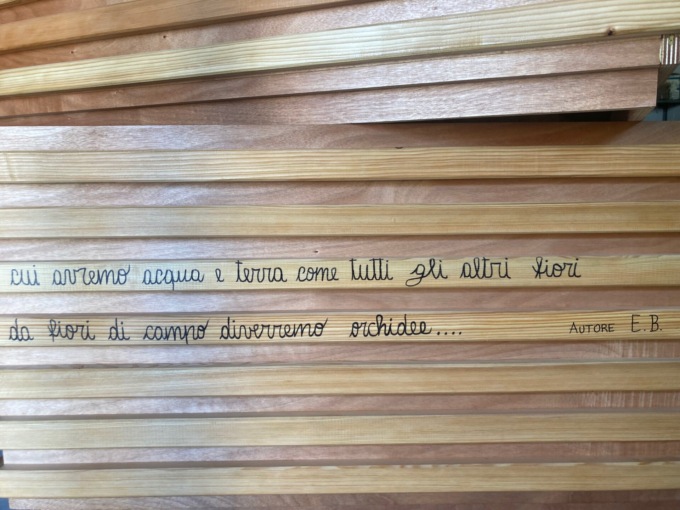 cui avremo acqua e terra come tutti gli altri fiori
da fiori di campo diverremo orchidee.... AUTORE E.B.